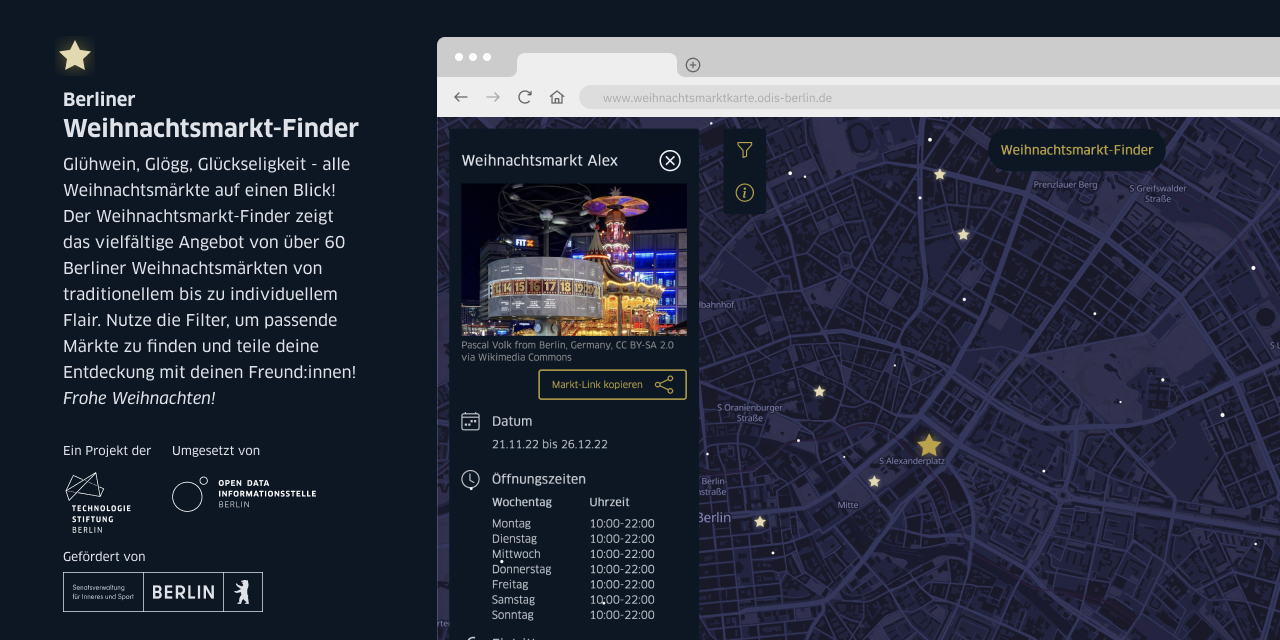 Berliner
Weihnachtsmarkt-Finder
Glühwein, Glögg, Glückseligkeit - alle
Weihnachtsmärkte auf einen Blick!
Der Weihnachtsmarkt-Finder zeigt
das vielfältige Angebot von über 60
Berliner Weihnachtsmärkten von
traditionellem bis zu individuellem
Flair. Nutze die Filter, um passende
Märkte zu finden und teile deine
Entdeckung mit deinen Freund:innen!
Frohe Weihnachten!
Ein Projekt der
Umgesetzt von
TECHNOLOGIE
STIFTUNG
BERLIN
OPEN DATA
INFORMATIONSSTELLE
BERLIN
Gefördert von
Senatsverwaltung
für Inneres und Sport
BERLIN
www.weihnachtsmarktkarte.odis-berlin.de
Weihnachtsmarkt Alex
FITX
14 15 16 17 18 19
Pascal Volk from Berlin, Germany, CC BY-SA 2.0
via Wikimedia Commons
Markt-Link kopieren
Datum
21.11.22 bis 26.12.22
Öffnungszeiten
Wochentag Uhrzeit
Montag 10:00-22:00
Dienstag 10:00-22:00
Mittwoch 10:00-22:00
Donnerstag 10:00-22:00
Freitag 10:00-22:00
Samstag 10:00-22:00
Sonntag 10:00-22:00
Weihnachtsmarkt-Finder
Prenzlauer Berg
S Greifswalder
Straße
bahnhof
S Oranienburger
Straße
S Alexanderplatz
Berlin
straße
Mitte
Berlin